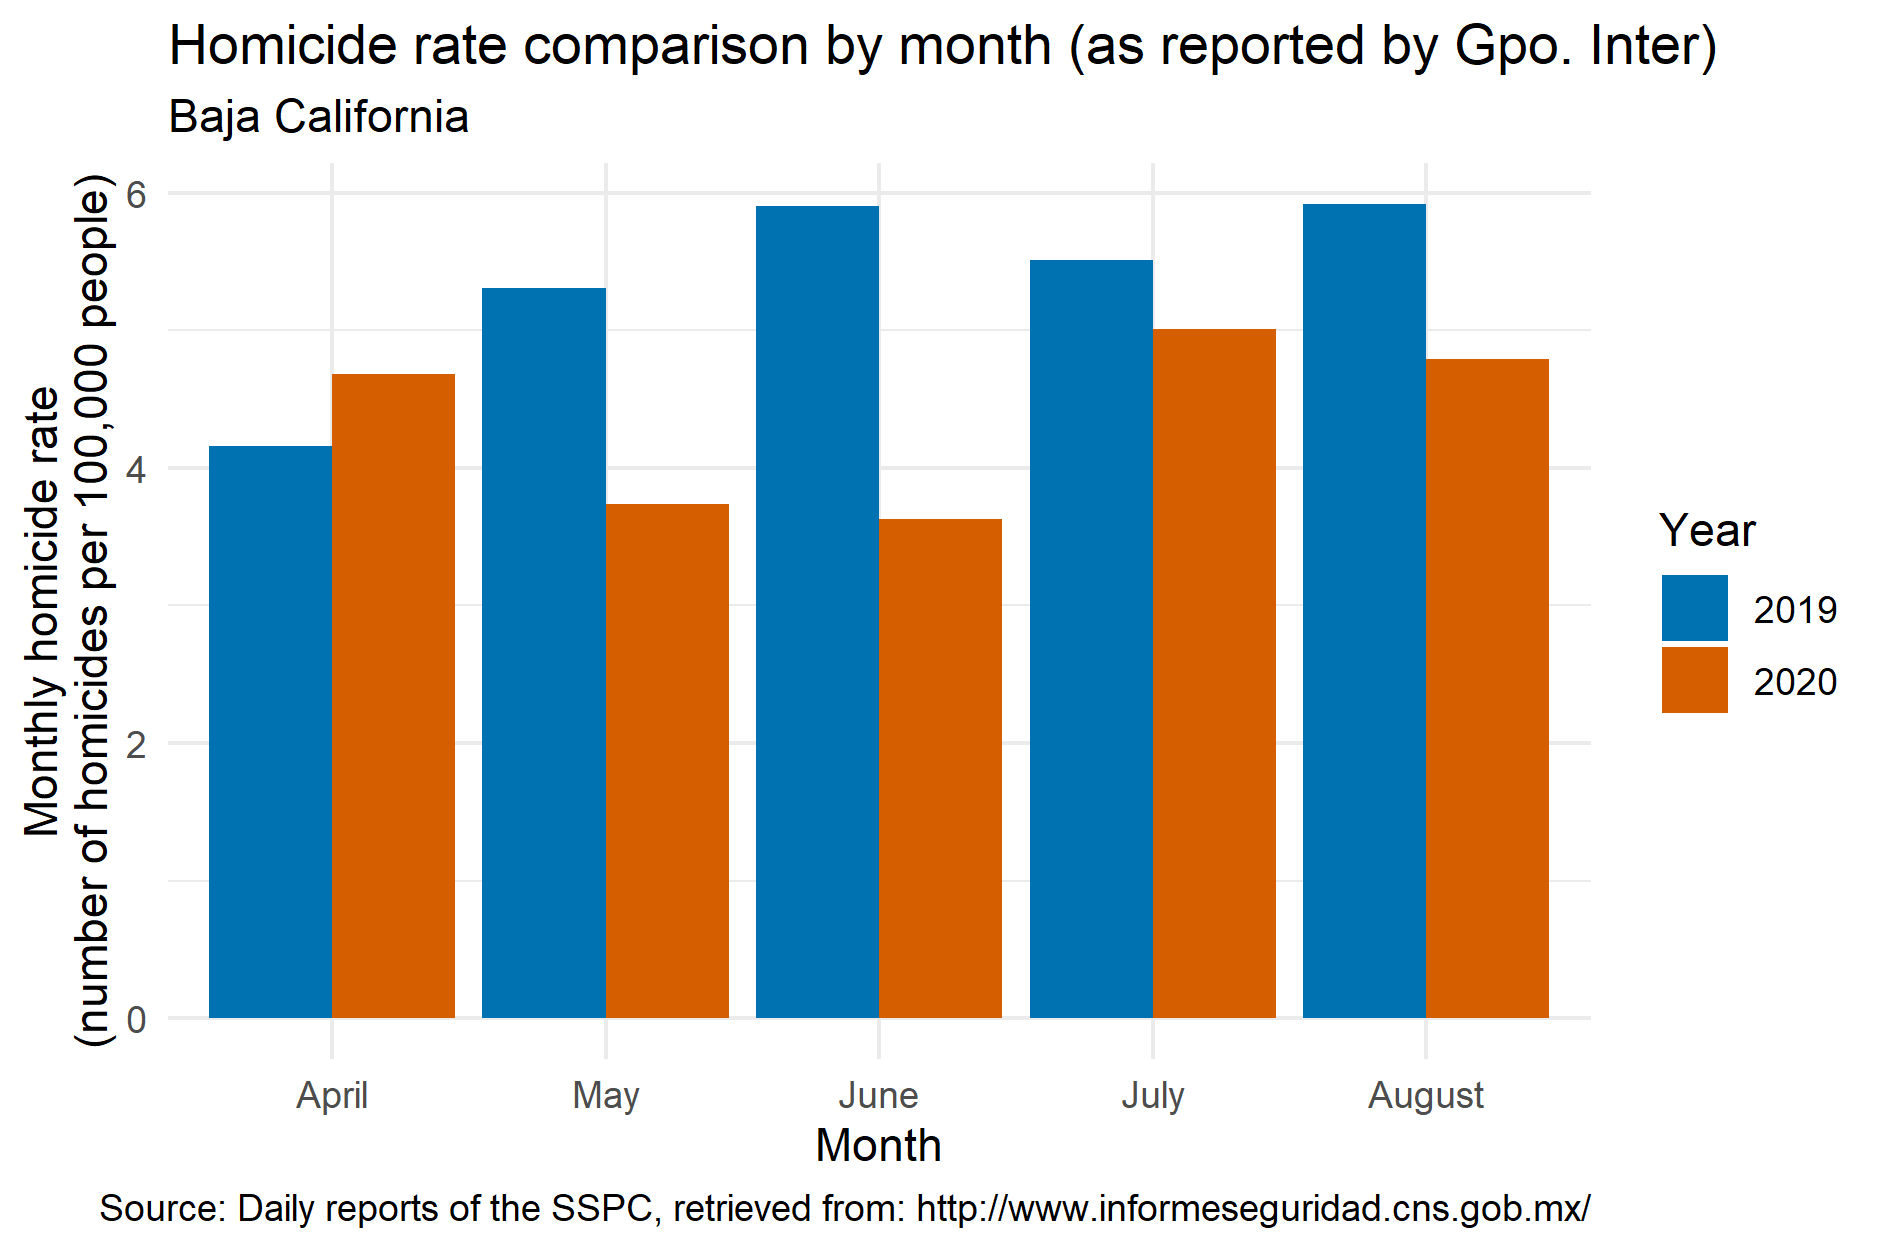 Homicide rate comparison by month (as reported by Gpo. Inter)
Baja California
Monthly homicide rate
(number of homicides per 100,000 people)
6
4
2
0
April
May
June
July
August
Month
Year
2019
2020
Source: Daily reports of the SSPC, retrieved from: http://www.informeseguridad.cns.gob.mx/